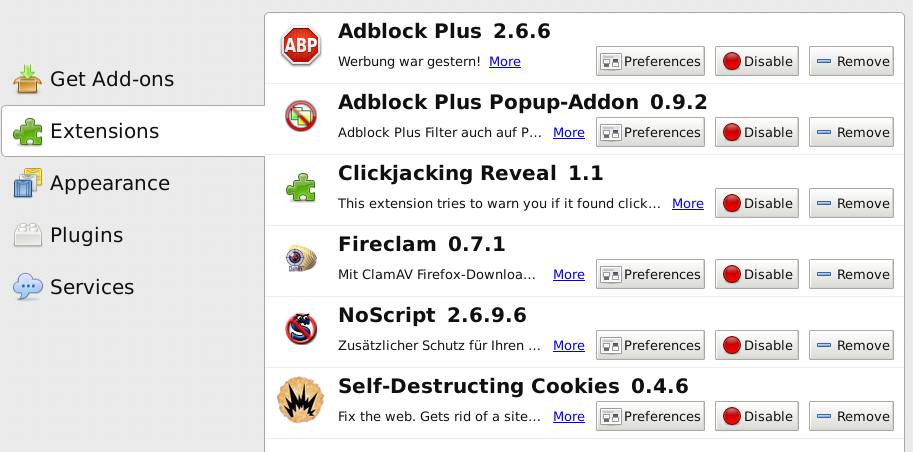 Get Add-ons
Extensions
Appearance
Plugins
Services
ABP
Adblock Plus 2.6.6
Werbung war gestern! More Preferences Disable Remove
Adblock Plus Popup-Addon 0.9.2
Adblock Plus Filter auch auf P... More Preferences Disable Remove
Clickjacking Reveal 1.1
This extension tries to warn you if it found click... More Disable Remove
Fireclam 0.7.1
Mit ClamAV Firefox-Downloa... More Preferences Disable Remove
NoScript 2.6.9.6
Zusätzlicher Schutz für Ihren ... More Preferences Disable Remove
Self-Destructing Cookies 0.4.6
Fix the web. Gets rid of a site... More Preferences Disable Remove